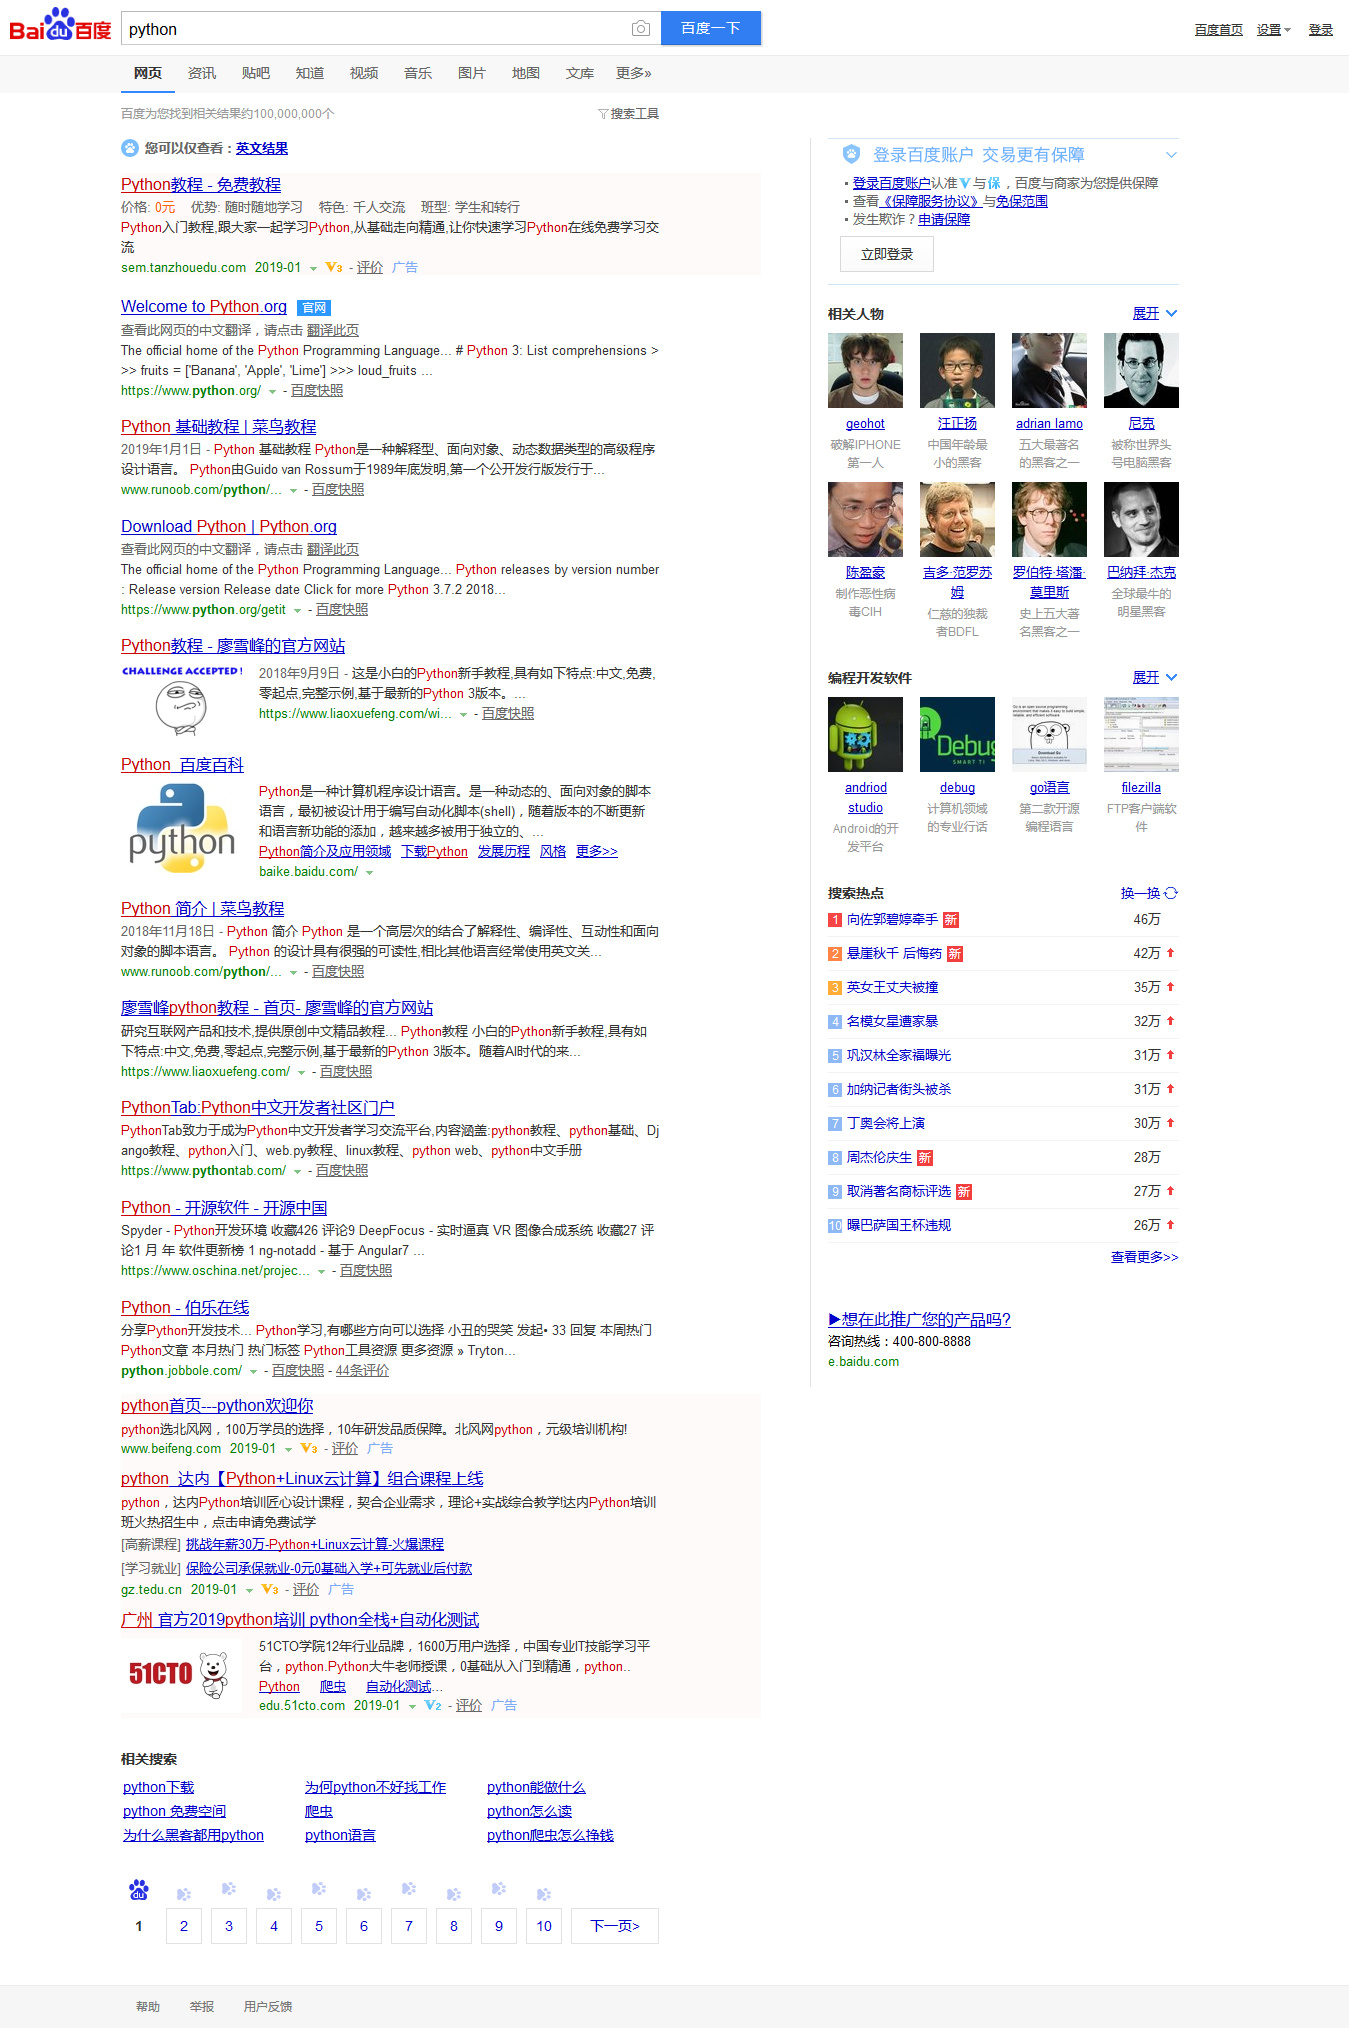 Bai du 百度 python 百度一下 百度首页 设置 登录
网页 资讯 贴吧 知道 视频 音乐 图片 地图 文库 更多»
百度为您找到相关结果约100,000,000个 搜索工具
您可以仅查看：英文结果
Python教程 - 免费教程
价格: 0元 优势: 随时随地学习 特色: 千人交流 班型: 学生和转行
Python入门教程,跟大家一起学习Python,从基础走向精通,让你快速学习Python在线免费学习交
流
sem.tanzhouedu.com 2019-01 V3 - 评价 广告
Welcome to Python.org 官网
查看此网页的中文翻译，请点击 翻译此页
The official home of the Python Programming Language... # Python 3: List comprehensions >
>> fruits = ['Banana', 'Apple', 'Lime'] >>> loud_fruits ...
https://www.python.org/ - 百度快照
Python 基础教程 | 菜鸟教程
2019年1月1日 - Python 基础教程 Python是一种解释型、面向对象、动态数据类型的高级程序
设计语言。 Python由Guido van Rossum于1989年底发明,第一个公开发行版发行于...
www.runoob.com/python/... - 百度快照
Download Python | Python.org
查看此网页的中文翻译，请点击 翻译此页
The official home of the Python Programming Language... Python releases by version number
: Release version Release date Click for more Python 3.7.2 2018...
https://www.python.org/getit - 百度快照
Python教程 - 廖雪峰的官方网站
CHALLENGE ACCEPTED!
2018年9月9日 - 这是小白的Python新手教程,具有如下特点:中文,免费,
零起点,完整示例,基于最新的Python 3版本。...
https://www.liaoxuefeng.com/wi... - 百度快照
Python_百度百科
python
Python是一种计算机程序设计语言。是一种动态的、面向对象的脚本
语言，最初被设计用于编写自动化脚本(shell)，随着版本的不断更新
和语言新功能的添加，越来越多被用于独立的、...
Python简介及应用领域 下载Python 发展历程 风格 更多>>
baike.baidu.com/
Python 简介 | 菜鸟教程
2018年11月18日 - Python 简介 Python 是一个高层次的结合了解释性、编译性、互动性和面向
对象的脚本语言。 Python 的设计具有很强的可读性,相比其他语言经常使用英文关...
www.runoob.com/python/... - 百度快照
廖雪峰python教程 - 首页- 廖雪峰的官方网站
研究互联网产品和技术,提供原创中文精品教程... Python教程 小白的Python新手教程,具有如
下特点:中文,免费,零起点,完整示例,基于最新的Python 3版本。随着AI时代的来...
https://www.liaoxuefeng.com/ - 百度快照
PythonTab:Python中文开发者社区门户
PythonTab致力于成为Python中文开发者学习交流平台,内容涵盖:python教程、python基础、Dj
ango教程、python入门、web.py教程、linux教程、python web、python中文手册
https://www.pythontab.com/ - 百度快照
Python - 开源软件 - 开源中国
Spyder - Python开发环境 收藏426 评论9 DeepFocus - 实时逼真 VR 图像合成系统 收藏27 评
论1 月 年 软件更新榜 1 ng-notadd - 基于 Angular7 ...
https://www.oschina.net/projec... - 百度快照
Python - 伯乐在线
分享Python开发技术... Python学习,有哪些方向可以选择 小丑的哭笑 发起• 33 回复 本周热门
Python文章 本月热门 热门标签 Python工具资源 更多资源 » Tryton...
python.jobbole.com/ - 百度快照 - 44条评价
python首页---python欢迎你
python选北风网，100万学员的选择，10年研发品质保障。北风网python，元级培训机构!
www.beifeng.com 2019-01 V3 - 评价 广告
python_达内【Python+Linux云计算】组合课程上线
python，达内Python培训匠心设计课程，契合企业需求，理论+实战综合教学!达内Python培训
班火热招生中，点击申请免费试学
[高薪课程] 挑战年薪30万-Python+Linux云计算-火爆课程
[学习就业] 保险公司承保就业-0元0基础入学+可先就业后付款
gz.tedu.cn 2019-01 V3 - 评价 广告
广州 官方2019python培训 python全栈+自动化测试
51CTO
51CTO学院12年行业品牌，1600万用户选择，中国专业IT技能学习平
台，python.Python大牛老师授课，0基础从入门到精通，python..
Python 爬虫 自动化测试...
edu.51cto.com 2019-01 V2 - 评价 广告
相关搜索
python下载 为何python不好找工作 python能做什么
python 免费空间 爬虫 python怎么读
为什么黑客都用python python语言 python爬虫怎么挣钱
du
1 2 3 4 5 6 7 8 9 10 下一页>
登录百度账户 交易更有保障
登录百度账户认准V与保，百度与商家为您提供保障
查看《保障服务协议》与免保范围
发生欺诈？申请保障
立即登录
相关人物 展开
geohot 汪正扬 adrian lamo 尼克
破解IPHONE 中国年龄最 五大最著名 被称世界头
第一人 小的黑客 的黑客之一 号电脑黑客
陈盈豪 吉多·范罗苏 罗伯特·塔潘· 巴纳拜·杰克
姆 莫里斯
制作恶性病 仁慈的独裁 史上五大著 全球最牛的
毒CIH 者BDFL 名黑客之一 明星黑客
编程开发软件 展开
Debug
SMART TI
Download Go
andriod debug go语言 filezilla
studio 计算机领域 第二款开源 FTP客户端软
Android的开 的专业行话 编程语言 件
发平台
搜索热点 换一换
1 向佐郭碧婷牵手 新 46万
2 悬崖秋千 后悔药 新 42万
3 英女王丈夫被撞 35万
4 名模女星遭家暴 32万
5 巩汉林全家福曝光 31万
6 加纳记者街头被杀 31万
7 丁奥会将上演 30万
8 周杰伦庆生 新 28万
9 取消著名商标评选 新 27万
10 曝巴萨国王杯违规 26万
查看更多>>
▶想在此推广您的产品吗?
咨询热线：400-800-8888
e.baidu.com
帮助 举报 用户反馈